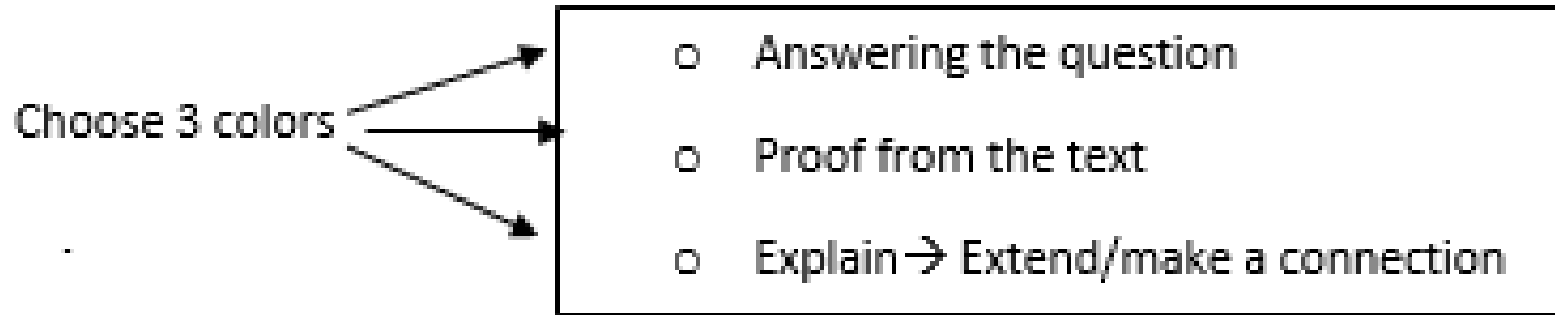 o Answering the question
Choose 3 colors
o Proof from the text
o Explain→ Extend/make a connection